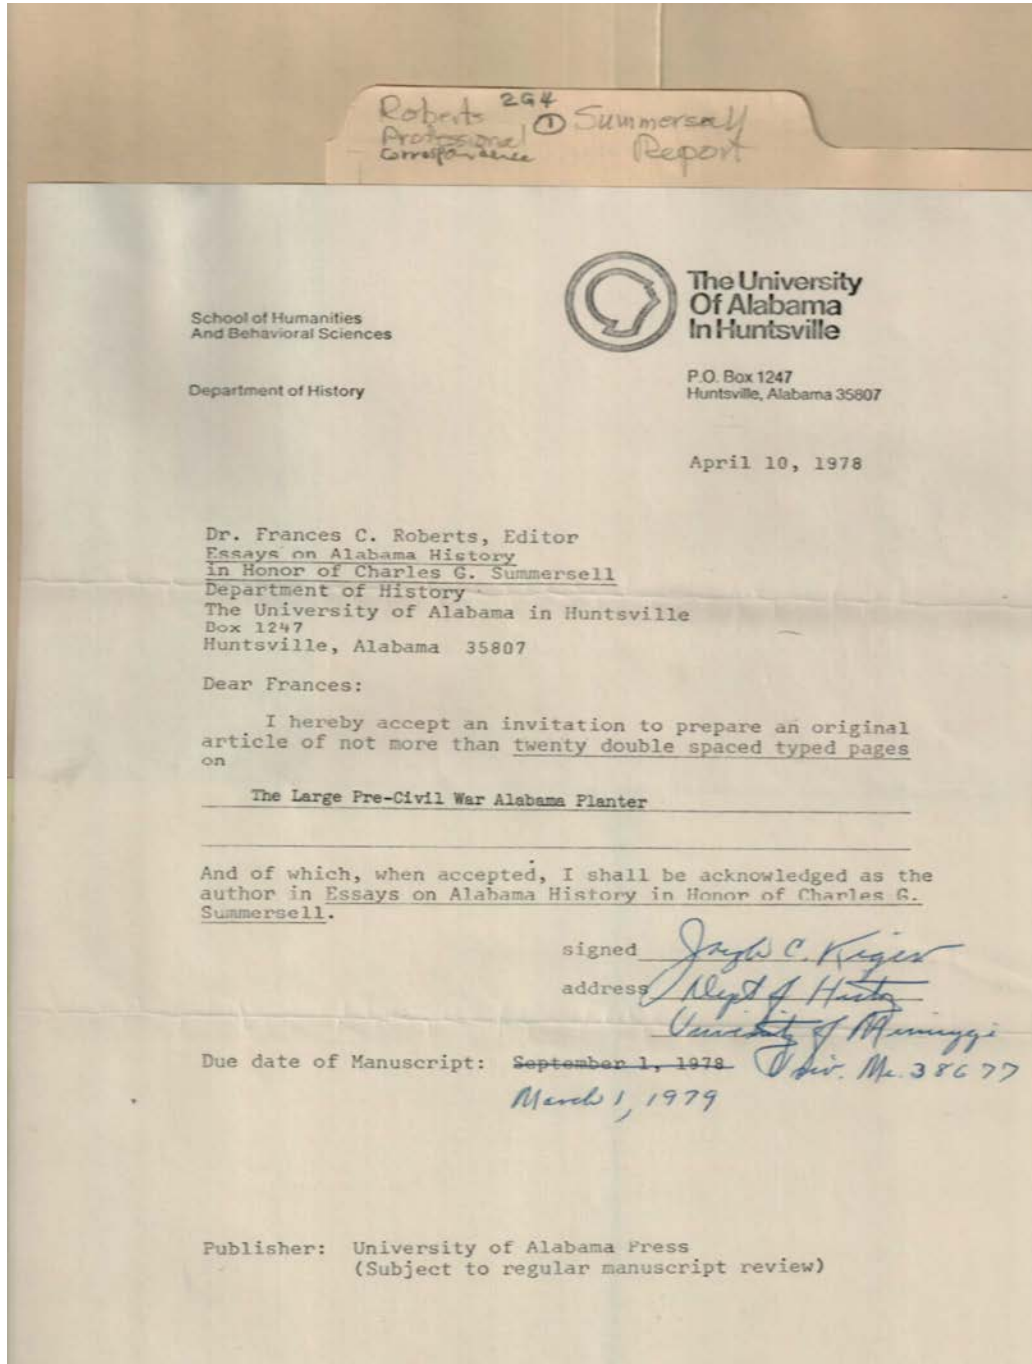 Roberts 2G4
Professional
Correspondence
① Summersell
Report
School of Humanities
And Behavioral Sciences
Department of History
The University
Of Alabama
In Huntsville
P.O. Box 1247
Huntsville, Alabama 35807
April 10, 1978
Dr. Frances C. Roberts, Editor
Essays on Alabama History
in Honor of Charles G. Summersell
Department of History
The University of Alabama in Huntsville
Box 1247
Huntsville, Alabama 35807
Dear Frances:
I hereby accept an invitation to prepare an original
article of not more than twenty double spaced typed pages
on
The Large Pre-Civil War Alabama Planter
And of which, when accepted, I shall be acknowledged as the
author in Essays on Alabama History in Honor of Charles G.
Summersell.
signed Joseph C. Kiger
address Dept of History
University of Mississippi
Univ. Ms. 38677
Due date of Manuscript: September 1, 1978
March 1, 1979
Publisher: University of Alabama Press
(Subject to regular manuscript review)